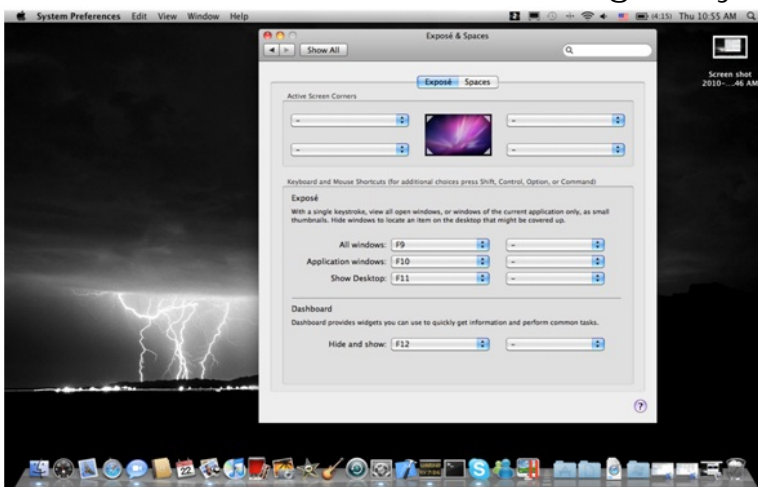 System Preferences Edit View Window Help (4:15) Thu 10:55 AM
Exposé & Spaces
Show All
Screen shot
2010-....46 AM
Exposé Spaces
Active Screen Corners
- -
- -
Keyboard and Mouse Shortcuts (for additional choices press Shift, Control, Option, or Command)
Exposé
With a single keystroke, view all open windows, or windows of the current application only, as small
thumbnails. Hide windows to locate an item on the desktop that might be covered up.
All windows: F9 -
Application windows: F10 -
Show Desktop: F11 -
Dashboard
Dashboard provides widgets you can use to quickly get information and perform common tasks.
Hide and show: F12 -
?
22